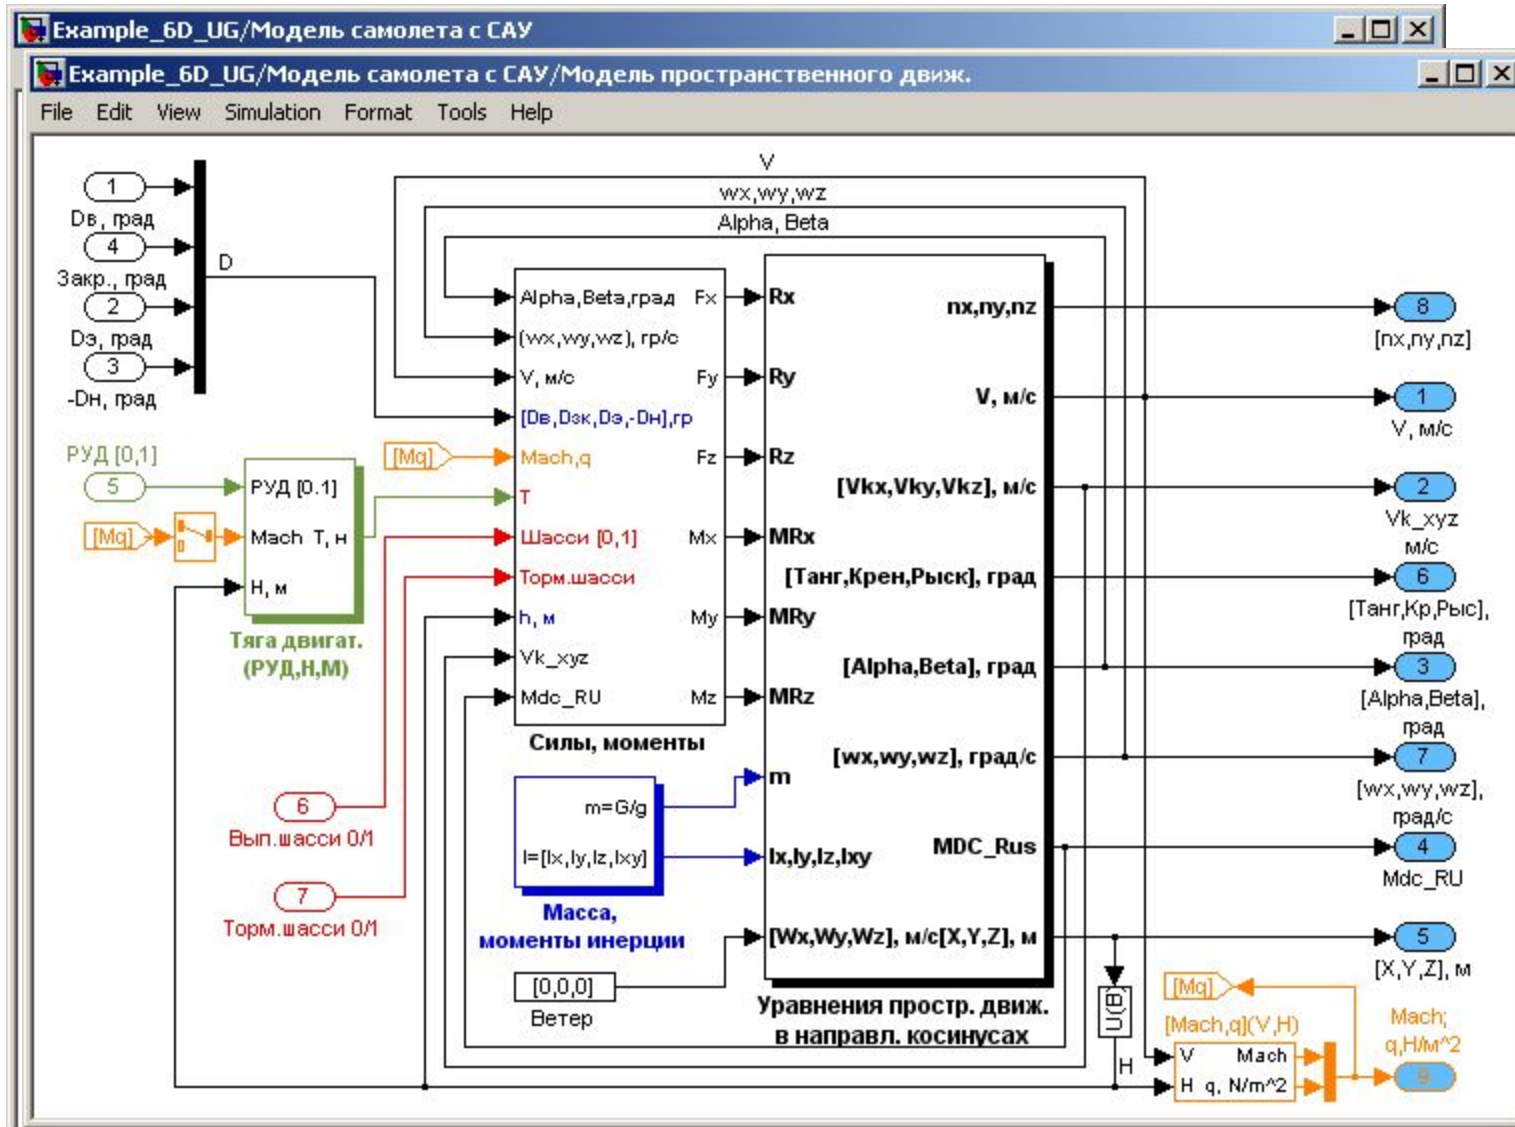 Example_6D_UG/Модель самолета с САУ
Example_6D_UG/Модель самолета с САУ/Модель пространственного движ.
File Edit View Simulation Format Tools Help
V
wx,wy,wz
Alpha, Beta
1
Dв, град
4
Закр., град
2
Dэ, град
3
-Dн, град
D
РУД [0,1]
5
[Mq]
РУД [0.1]
Mach T, н
H, м
Тяга двигат.
(РУД,Н,М)
[Mq]
Alpha,Beta,град Fx
(wx,wy,wz), гр/с
V, м/с Fy
[Dв,Dзк,Dэ,-Dн],гр
Mach,q Fz
T
Шасси [0,1] Mx
Торм.шасси
h, м My
Vk_xyz
Mdc_RU Mz
Силы, моменты
6
Вып.шасси 0/1
7
Торм.шасси 0/1
m=G/g
I=[Ix,Iy,Iz,Ixy]
Масса,
моменты инерции
[0,0,0]
Ветер
Rx
nx,ny,nz
Ry
V, м/с
Rz
[Vkx,Vky,Vkz], м/с
MRx
[Танг,Крен,Рыск], град
MRy
[Alpha,Beta], град
MRz
[wx,wy,wz], град/с
m
MDC_Rus
Ix,Iy,Iz,Ixy
[Wx,Wy,Wz], м/с[X,Y,Z], м
Уравнения простр. движ.
в направл. косинусах
8
[nx,ny,nz]
1
V, м/с
2
Vk_xyz
м/с
6
[Танг,Кр,Рыс],
град
3
[Alpha,Beta],
град
7
[wx,wy,wz],
град/с
4
Mdc_RU
5
[X,Y,Z], м
U(B)
H
[Mq]
[Mach,q](V,H)
V Mach
H q, N/m^2
Mach;
q,H/м^2
9